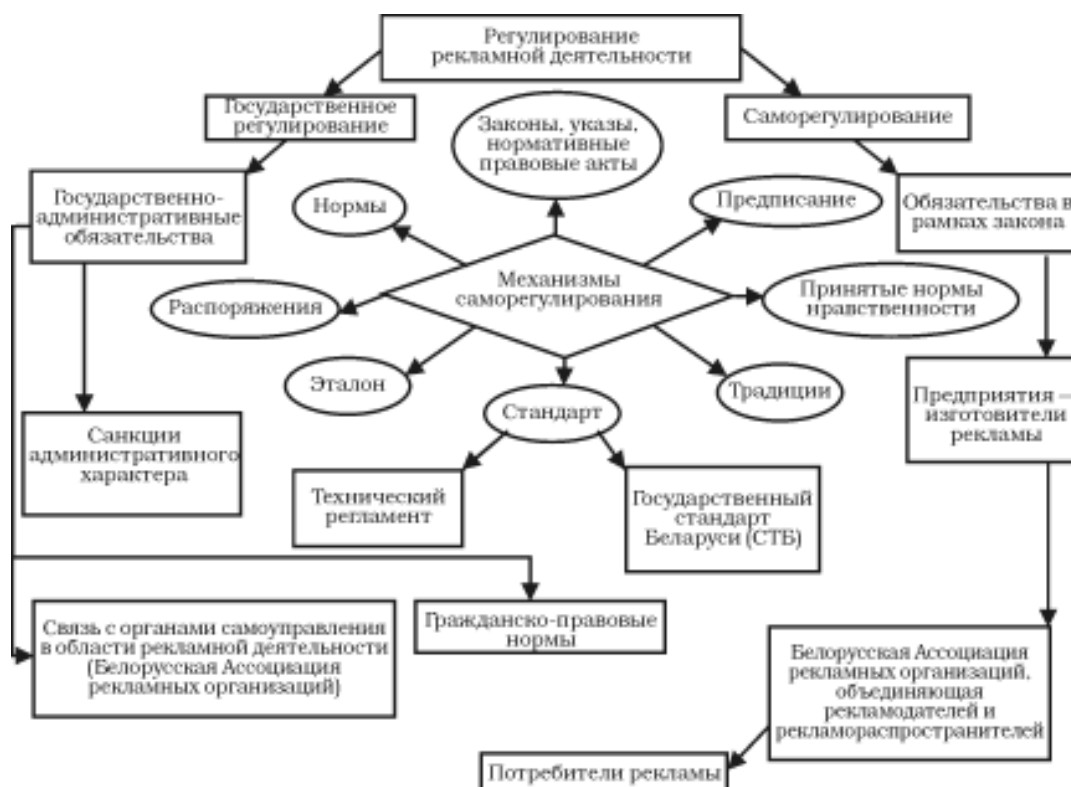 Регулирование
рекламной деятельности
Государственное
регулирование
Законы, указы,
нормативные
правовые акты
Саморегулирование
Государственно-
административные
обязательства
Нормы
Предписание
Обязательства в
рамках закона
Механизмы
саморегулирования
Распоряжения
Принятые нормы
нравственности
Эталон
Стандарт
Традиции
Предприятия —
изготовители
рекламы
Санкции
административного
характера
Технический
регламент
Государственный
стандарт
Беларуси (СТБ)
Связь с органами самоуправления
в области рекламной деятельности
(Белорусская Ассоциация
рекламных организаций)
Гражданско-правовые
нормы
Белорусская Ассоциация
рекламных организаций,
объединяющая
рекламодателей и
рекламораспространителей
Потребители рекламы